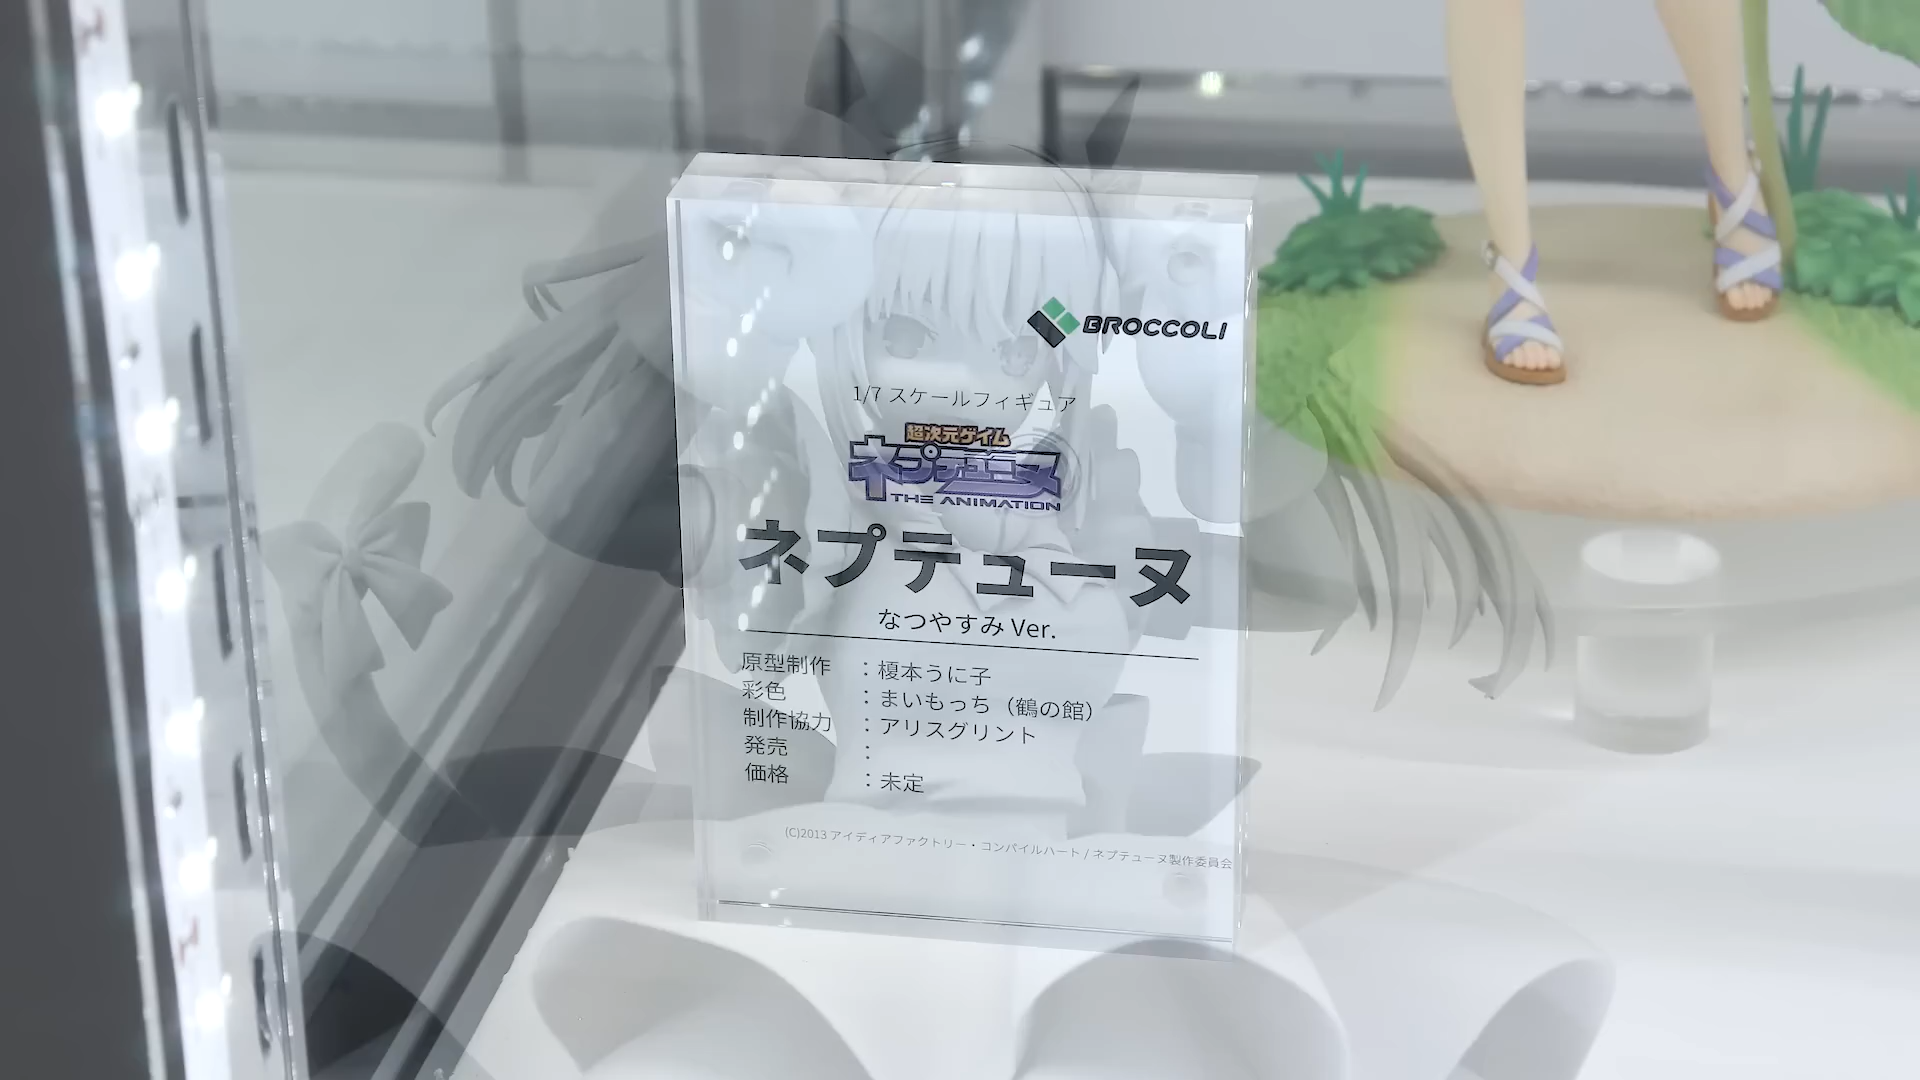 BROCCOLI
1/7 スケールフィギュア
超次元ゲイム
ネプテューヌ
THE ANIMATION
ネプテューヌ
なつやすみ Ver.
原型制作 ：榎本うに子
彩色 ：まいもっち（鶴の館）
制作協力 ：アリスグリント
発売 ：
価格 ：未定
(C)2013 アイディアファクトリー・コンパイルハート / ネプテューヌ製作委員会